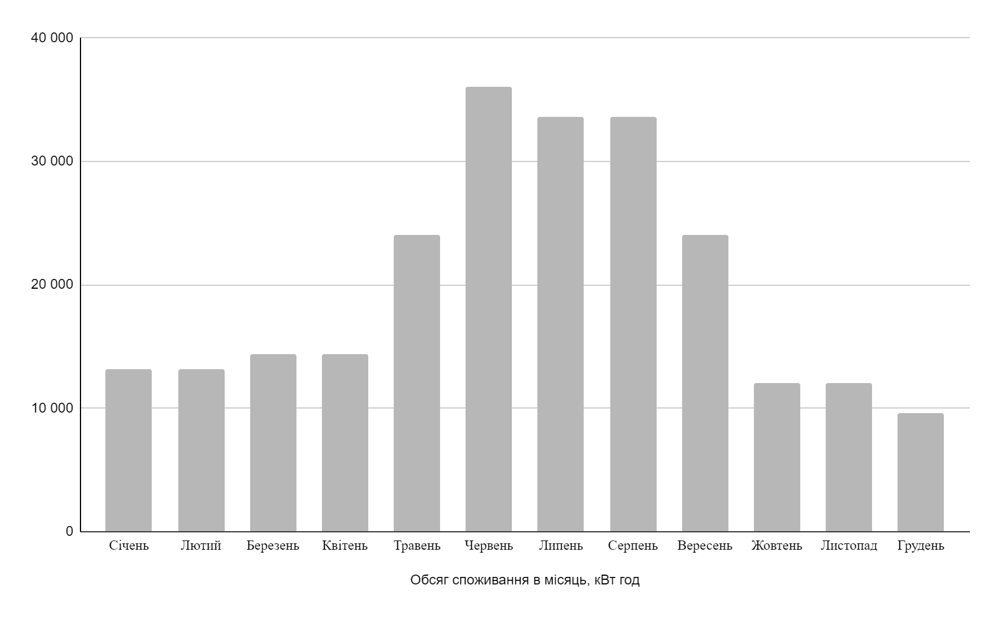 40 000
30 000
20 000
10 000
0
Січень Лютий Березень Квітень Травень Червень Липень Серпень Вересень Жовтень Листопад Грудень
Обсяг споживання в місяць, кВт год